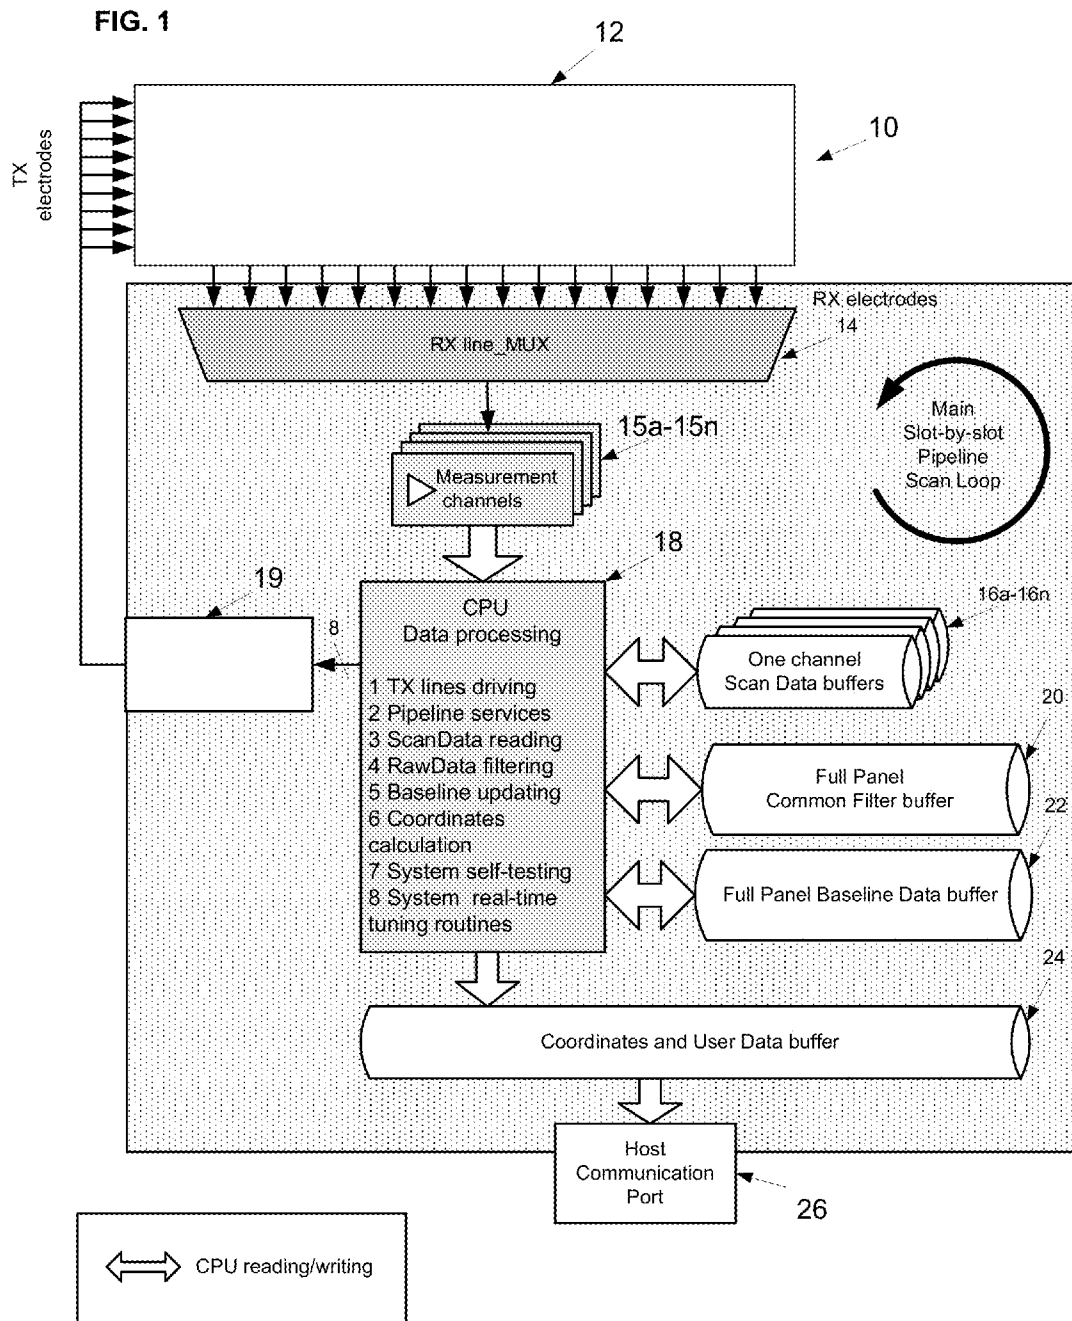 FIG. 1
12
10
TX
electrodes
RX electrodes
14
RX line_MUX
Main
Slot-by-slot
Pipeline
Scan Loop
15a-15n
Measurement
channels
18
19
8
CPU
Data processing
1 TX lines driving
2 Pipeline services
3 ScanData reading
4 RawData filtering
5 Baseline updating
6 Coordinates
calculation
7 System self-testing
8 System real-time
tuning routines
16a-16n
One channel
Scan Data buffers
20
Full Panel
Common Filter buffer
22
Full Panel Baseline Data buffer
24
Coordinates and User Data buffer
Host
Communication
Port
26
CPU reading/writing